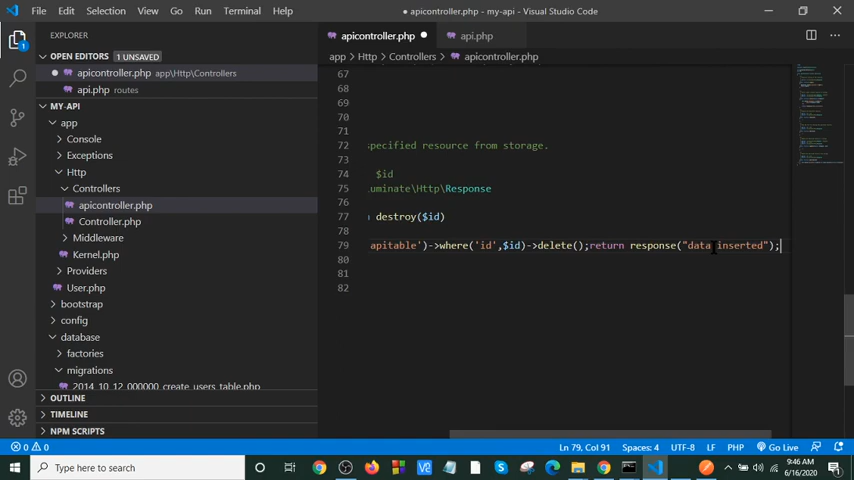 File Edit Selection View Go Run Terminal Help
● apicontroller.php - my-api - Visual Studio Code
EXPLORER
apicontroller.php ●
api.php
OPEN EDITORS 1 UNSAVED
app > Http > Controllers > apicontroller.php
● apicontroller.php app\Http\Controllers
api.php routes
MY-API
app
Console
Exceptions
Http
Controllers
apicontroller.php
Controller.php
Middleware
Kernel.php
Providers
User.php
bootstrap
config
database
factories
migrations
2014_10_12_000000_create_users_table.php
OUTLINE
TIMELINE
NPM SCRIPTS
67
68
69
70
71
72 specified resource from storage.
73
74 $id
75 luminate\Http\Response
76
77 destroy($id)
78
79 apitable')->where('id',$id)->delete();return response("data inserted");
80
81
82
0 0
Ln 79, Col 91 Spaces: 4 UTF-8 LF PHP Go Live
Type here to search
9:46 AM
6/16/2020